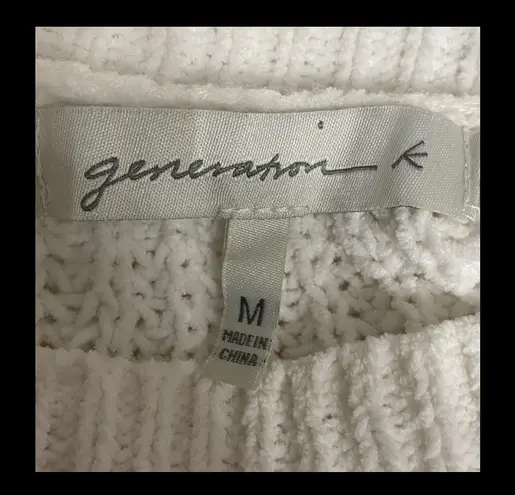 generation K
M
MADE IN
CHINA